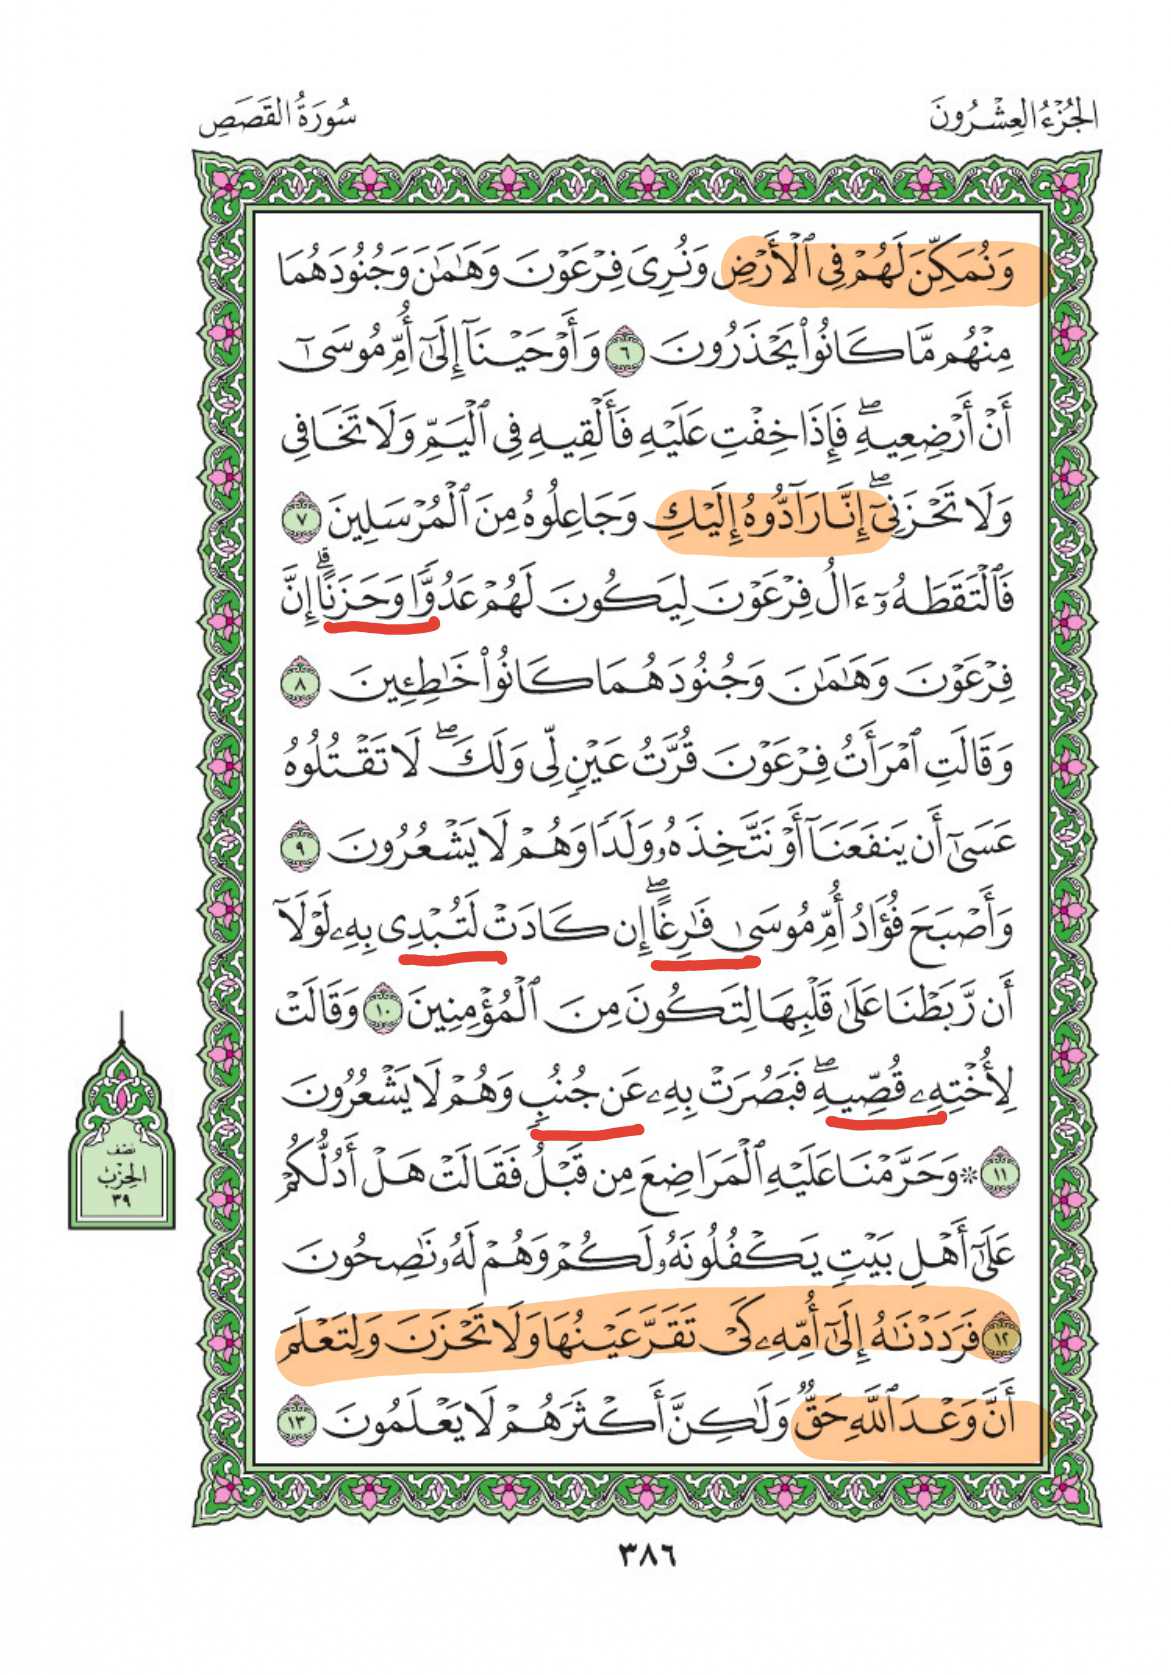 الجُزْءُ العِشْرُونَ
سُورَةُ القَصَصِ
وَنُمَكِّنَ لَهُمْ فِى ٱلْأَرْضِ وَنُرِىَ فِرْعَوْنَ وَهَٰمَٰنَ وَجُنُودَهُمَا
مِنْهُم مَّا كَانُوا۟ يَحْذَرُونَ ٦ وَأَوْحَيْنَآ إِلَىٰٓ أُمِّ مُوسَىٰٓ
أَنْ أَرْضِعِيهِ ۖ فَإِذَا خِفْتِ عَلَيْهِ فَأَلْقِيهِ فِى ٱلْيَمِّ وَلَا تَخَافِى
وَلَا تَحْزَنِىٓ ۖ إِنَّا رَآدُّوهُ إِلَيْكِ وَجَاعِلُوهُ مِنَ ٱلْمُرْسَلِينَ ٧
فَٱلْتَقَطَهُۥٓ ءَالُ فِرْعَوْنَ لِيَكُونَ لَهُمْ عَدُوًّا وَحَزَنًا ۗ إِنَّ
فِرْعَوْنَ وَهَٰمَٰنَ وَجُنُودَهُمَا كَانُوا۟ خَٰطِـِٔينَ ٨
وَقَالَتِ ٱمْرَأَتُ فِرْعَوْنَ قُرَّتُ عَيْنٍ لِّى وَلَكَ ۖ لَا تَقْتُلُوهُ
عَسَىٰٓ أَن يَنفَعَنَآ أَوْ نَتَّخِذَهُۥ وَلَدًا وَهُمْ لَا يَشْعُرُونَ ٩
وَأَصْبَحَ فُؤَادُ أُمِّ مُوسَىٰ فَٰرِغًا ۖ إِن كَادَتْ لَتُبْدِى بِهِۦ لَوْلَآ
أَن رَّبَطْنَا عَلَىٰ قَلْبِهَا لِتَكُونَ مِنَ ٱلْمُؤْمِنِينَ ١٠ وَقَالَتْ
لِأُخْتِهِۦ قُصِّيهِ ۖ فَبَصُرَتْ بِهِۦ عَن جُنُبٍ وَهُمْ لَا يَشْعُرُونَ
١١ ۞ وَحَرَّمْنَا عَلَيْهِ ٱلْمَرَاضِعَ مِن قَبْلُ فَقَالَتْ هَلْ أَدُلُّكُمْ
عَلَىٰٓ أَهْلِ بَيْتٍ يَكْفُلُونَهُۥ لَكُمْ وَهُمْ لَهُۥ نَٰصِحُونَ
١٢ فَرَدَدْنَٰهُ إِلَىٰٓ أُمِّهِۦ كَىْ تَقَرَّ عَيْنُهَا وَلَا تَحْزَنَ وَلِتَعْلَمَ
أَنَّ وَعْدَ ٱللَّهِ حَقٌّ وَلَٰكِنَّ أَكْثَرَهُمْ لَا يَعْلَمُونَ ١٣
نصف
الحِزْبُ
٣٩
٣٨٦